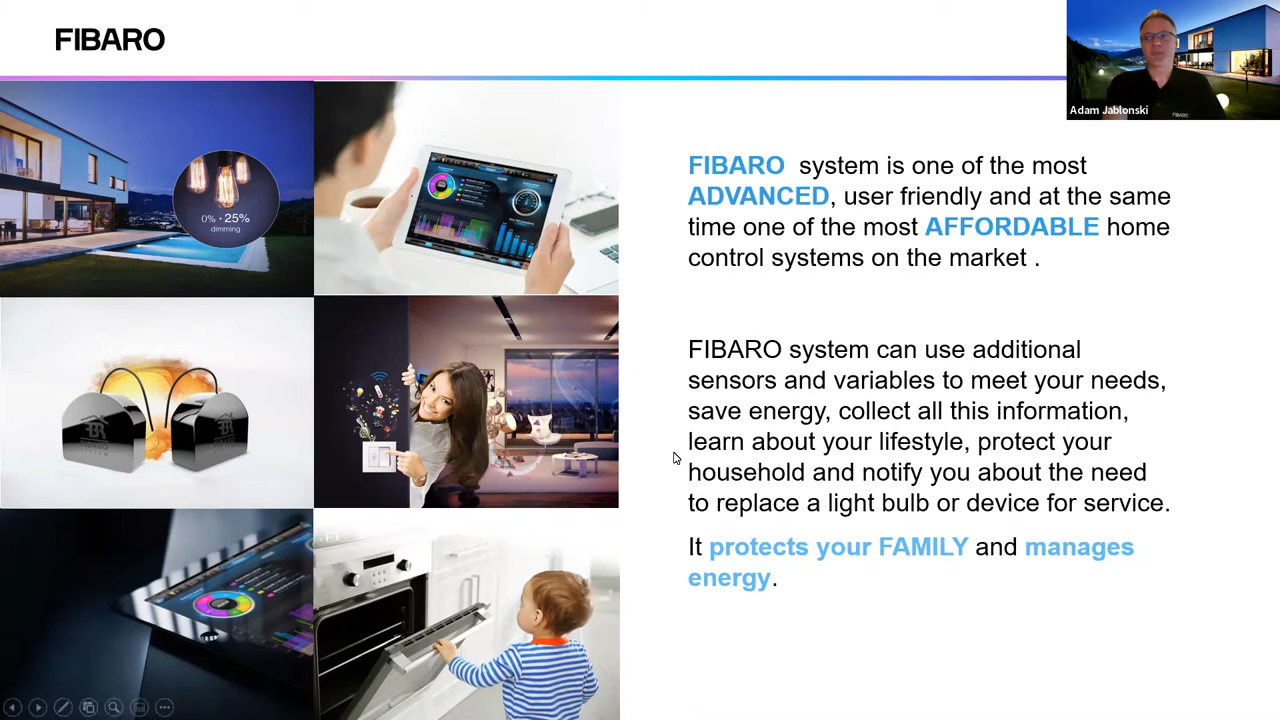 FIBARO
Adam Jablonski
FIBARO
0% · 25%
dimming
FIBARO system is one of the most
ADVANCED, user friendly and at the same
time one of the most AFFORDABLE home
control systems on the market .
FIBARO system can use additional
sensors and variables to meet your needs,
save energy, collect all this information,
learn about your lifestyle, protect your
household and notify you about the need
to replace a light bulb or device for service.
It protects your FAMILY and manages
energy.